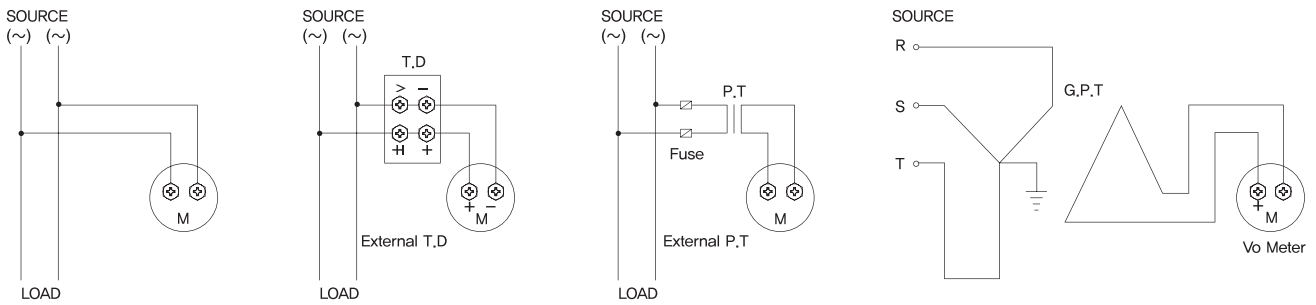 SOURCE
(～) (～)
M
LOAD
SOURCE
(～) (～)
T.D
> −
+
+
+ −
M
External T.D
LOAD
SOURCE
(～) (～)
P.T
Fuse
M
External P.T
LOAD
SOURCE
R
S
T
G.P.T
+
M
Vo Meter